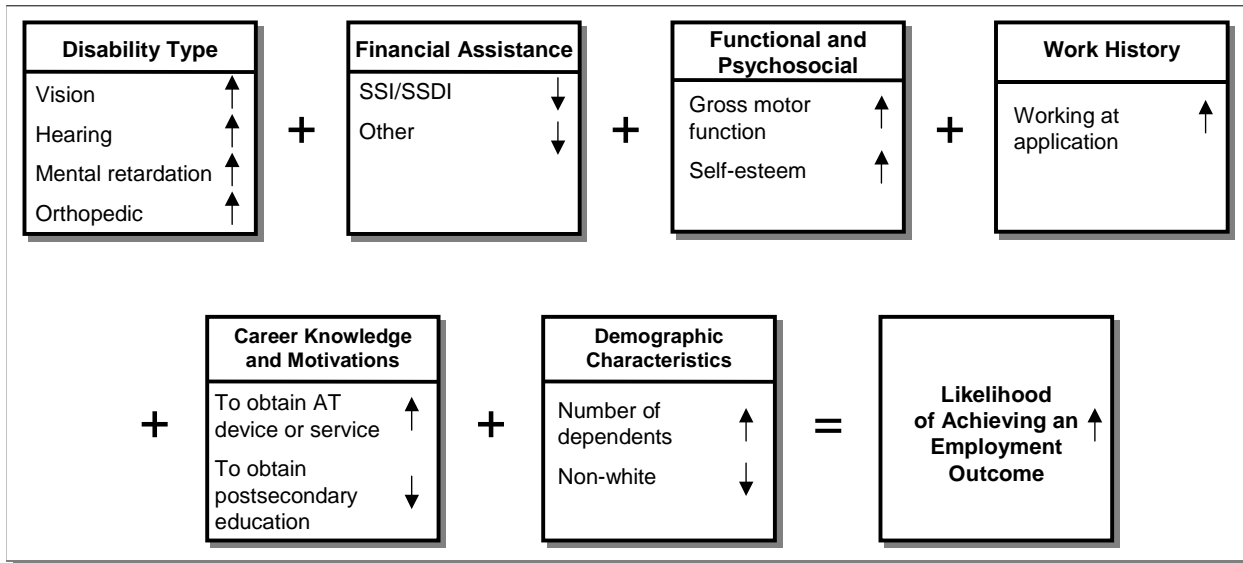 Disability Type
Vision
Hearing
Mental retardation
Orthopedic
+
Financial Assistance
SSI/SSDI
Other
+
Functional and
Psychosocial
Gross motor
function
Self-esteem
+
Work History
Working at
application
+
Career Knowledge
and Motivations
To obtain AT
device or service
To obtain
postsecondary
education
+
Demographic
Characteristics
Number of
dependents
Non-white
=
Likelihood
of Achieving an
Employment
Outcome